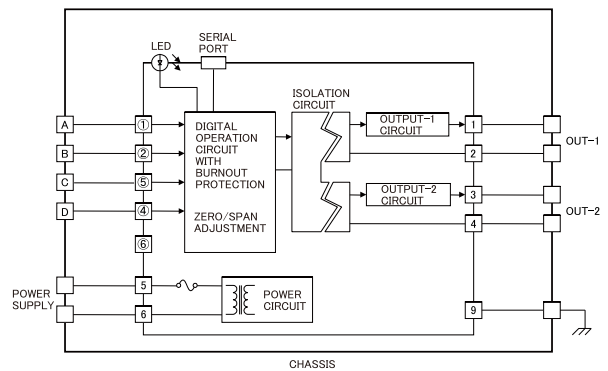 SERIAL
PORT
LED
ISOLATION
CIRCUIT
A
①
DIGITAL
OPERATION
CIRCUIT
WITH
BURNOUT
PROTECTION
ZERO/SPAN
ADJUSTMENT
OUTPUT-1
CIRCUIT
1
OUT-1
B
②
2
C
⑤
OUTPUT-2
CIRCUIT
3
OUT-2
D
④
4
⑥
POWER
SUPPLY
5
6
POWER
CIRCUIT
9
CHASSIS